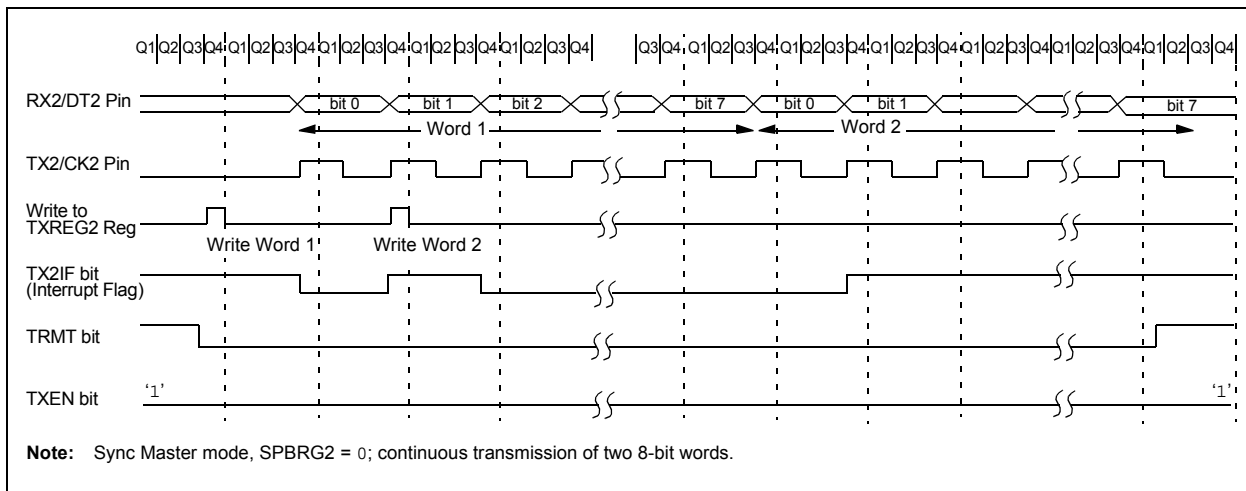 Q1 Q2 Q3 Q4 Q1 Q2 Q3 Q4 Q1 Q2 Q3 Q4 Q1 Q2 Q3 Q4 Q1 Q2 Q3 Q4 Q3 Q4 Q1 Q2 Q3 Q4 Q1 Q2 Q3 Q4 Q1 Q2 Q3 Q4 Q1 Q2 Q3 Q4 Q1 Q2 Q3 Q4 Q1 Q2 Q3 Q4
RX2/DT2 Pin bit 0 bit 1 bit 2 bit 7 bit 0 bit 1 bit 7
Word 1 Word 2
TX2/CK2 Pin
Write to
TXREG2 Reg
Write Word 1 Write Word 2
TX2IF bit
(Interrupt Flag)
TRMT bit
‘1’ ‘1’
TXEN bit
Note: Sync Master mode, SPBRG2 = 0; continuous transmission of two 8-bit words.